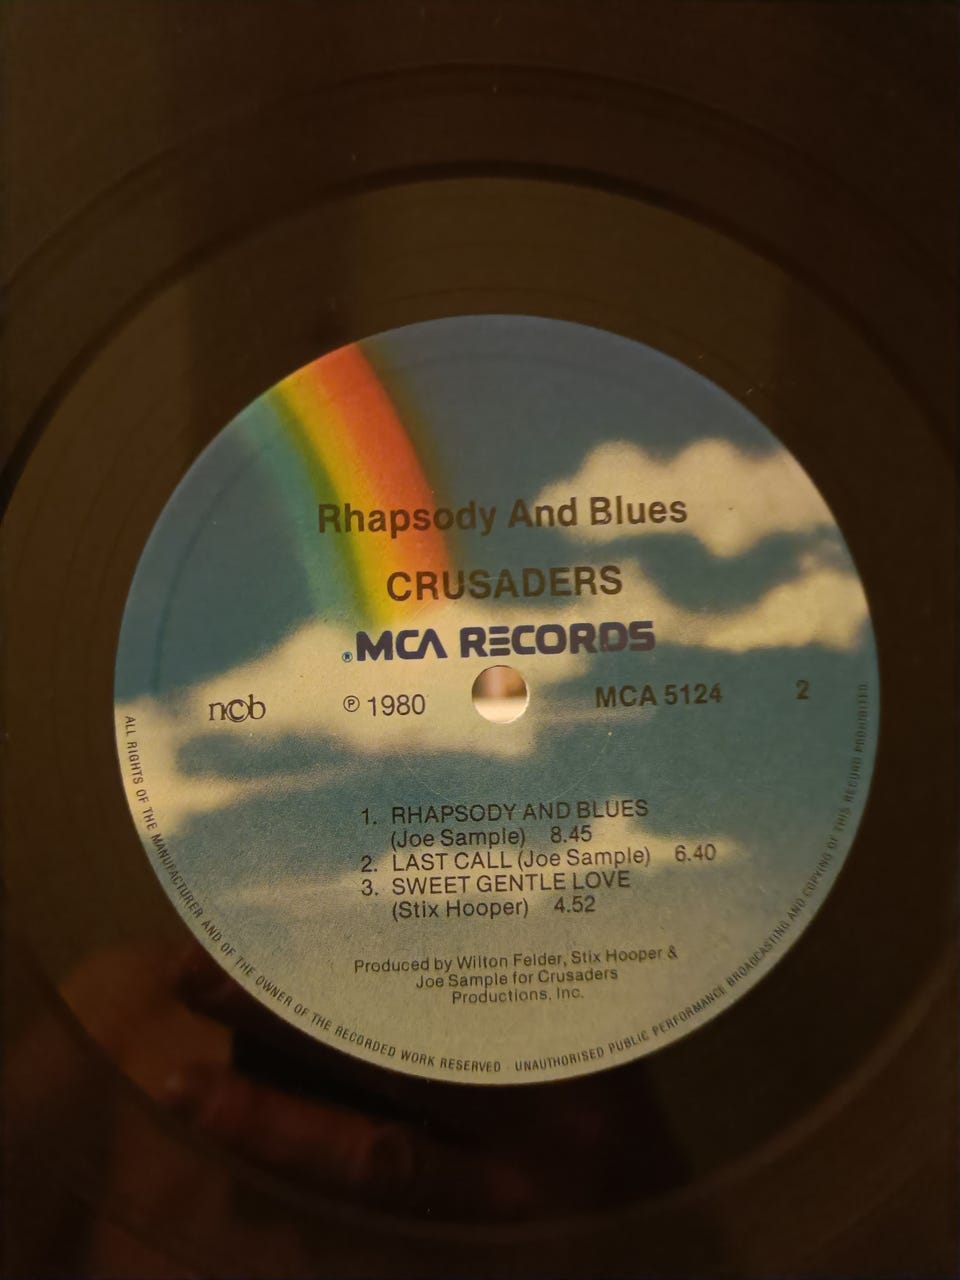 Rhapsody And Blues
CRUSADERS
® MCA RECORDS
ncb
℗ 1980
MCA 5124
2
1. RHAPSODY AND BLUES
(Joe Sample) 8.45
2. LAST CALL (Joe Sample) 6.40
3. SWEET GENTLE LOVE
(Stix Hooper) 4.52
Produced by Wilton Felder, Stix Hooper &
Joe Sample for Crusaders
Productions, Inc.
ALL RIGHTS OF THE MANUFACTURER AND OF THE OWNER OF THE RECORDED WORK RESERVED · UNAUTHORISED PUBLIC PERFORMANCE BROADCASTING AND COPYING OF THIS RECORD PROHIBITED